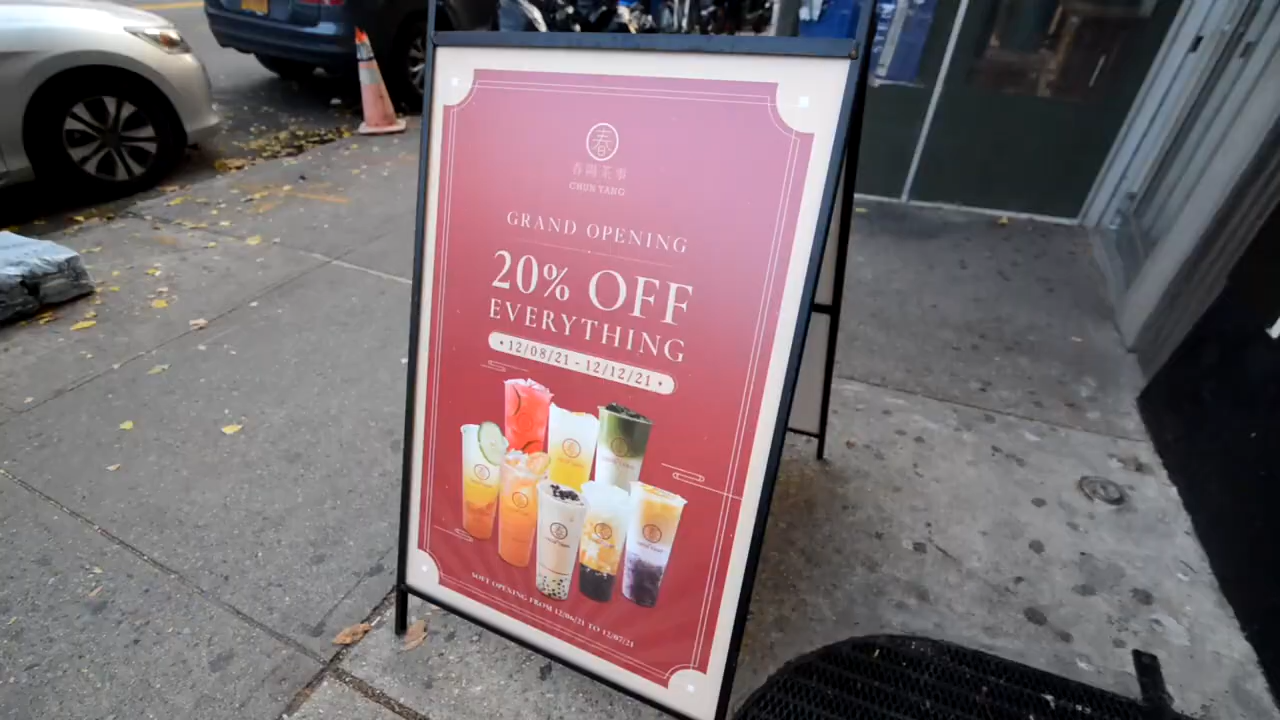 春
春陽茶事
CHUN YANG
GRAND OPENING
20% OFF
EVERYTHING
• 12/08/21 - 12/12/21 •
SOFT OPENING FROM 12/06/21 TO 12/07/21